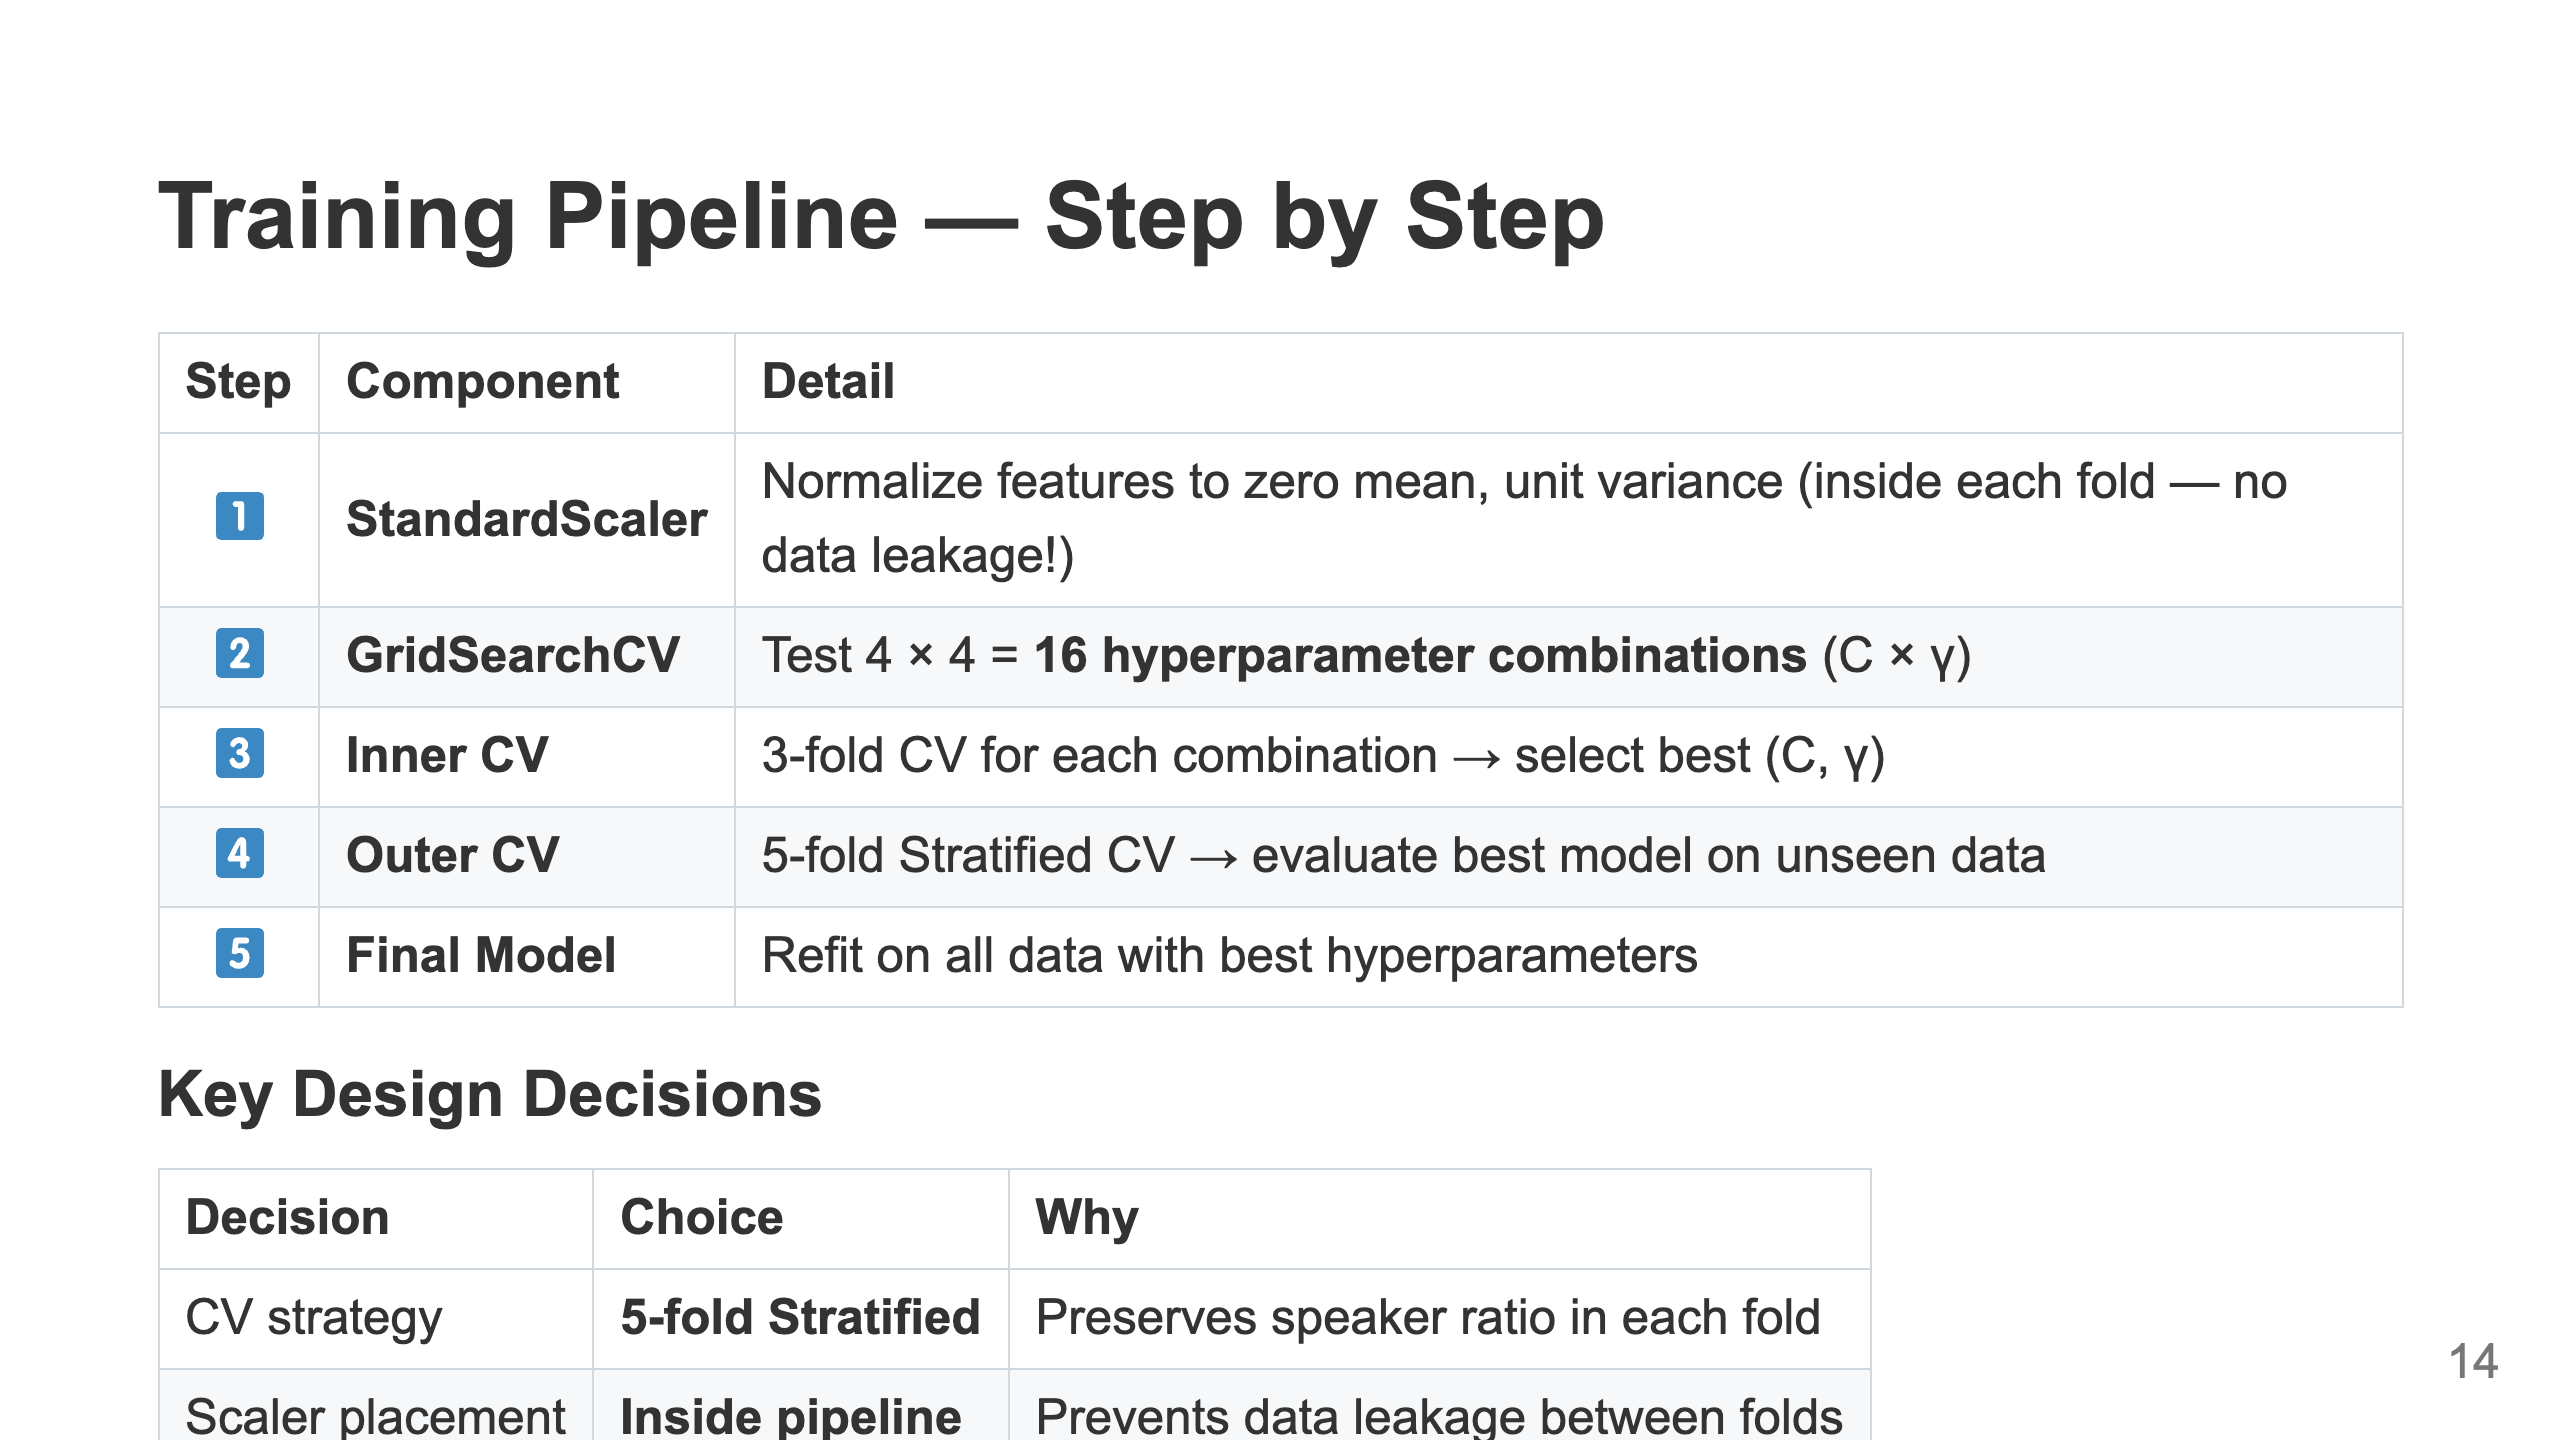 Training Pipeline — Step by Step
Step Component Detail
1 StandardScaler Normalize features to zero mean, unit variance (inside each fold — no
data leakage!)
2 GridSearchCV Test 4 × 4 = 16 hyperparameter combinations (C × γ)
3 Inner CV 3-fold CV for each combination → select best (C, γ)
4 Outer CV 5-fold Stratified CV → evaluate best model on unseen data
5 Final Model Refit on all data with best hyperparameters
Key Design Decisions
Decision Choice Why
CV strategy 5-fold Stratified Preserves speaker ratio in each fold
Scaler placement Inside pipeline Prevents data leakage between folds
14